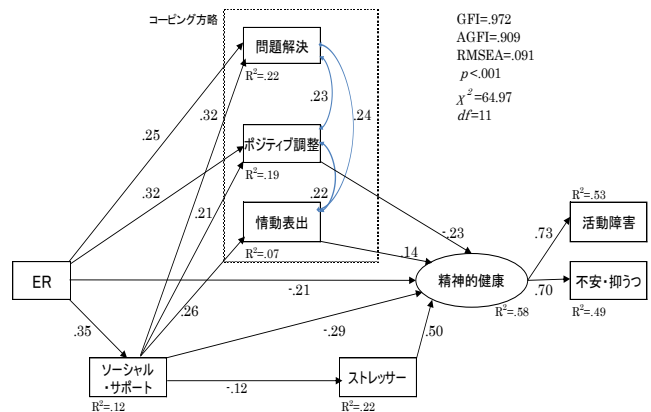 コーピング方略
GFI=.972
AGFI=.909
RMSEA=.091
p<.001
χ²=64.97
df=11
問題解決
R²=.22
.23
.24
.25
.32
ポジティブ調整
R²=.19
.32
.21
.22
情動表出
R²=.07
-.23
.14
R²=.53
活動障害
.73
ER
精神的健康
R²=.58
.70
不安・抑うつ
R²=.49
-.21
.26
.35
-.29
.50
ソーシャル
・サポート
R²=.12
-.12
ストレッサー
R²=.22